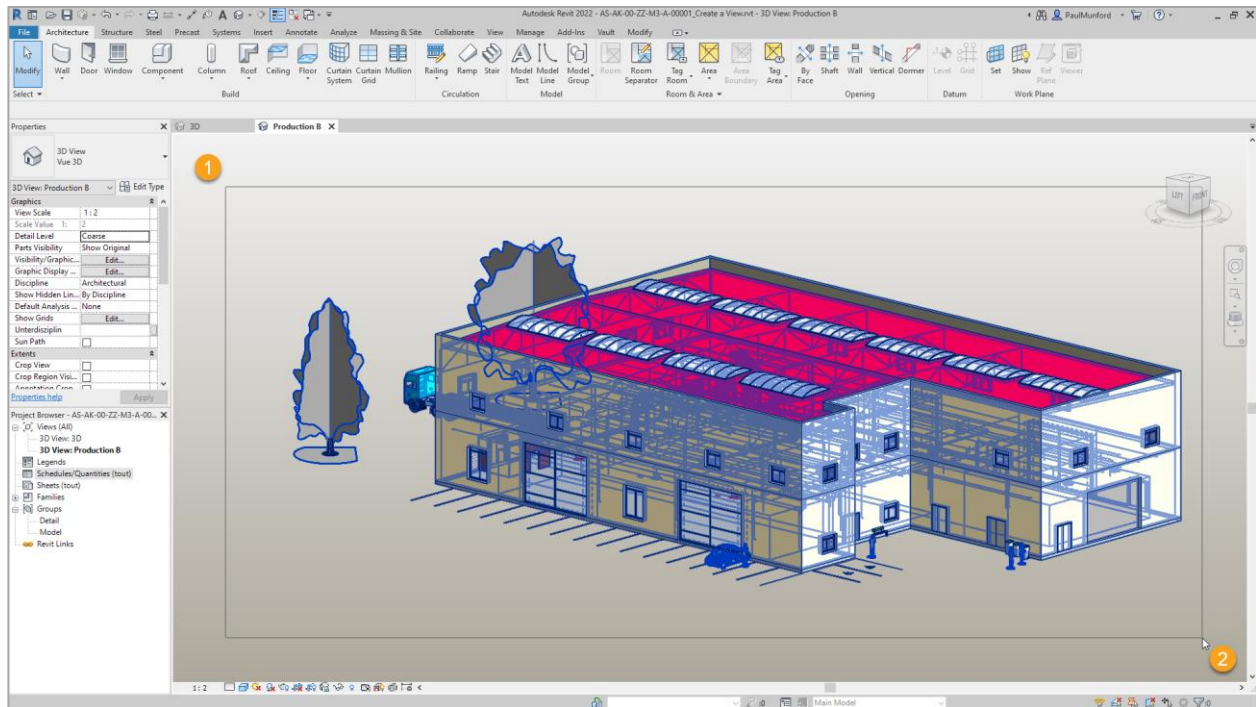 Autodesk Revit 2022 - AS-AK-00-ZZ-M3-A-00001_Create a View.rvt - 3D View: Production B
PaulMunford
File Architecture Structure Steel Precast Systems Insert Annotate Analyze Massing & Site Collaborate View Manage Add-Ins Vault Modify
Modify Wall Door Window Component Column Roof Ceiling Floor Curtain System Curtain Grid Mullion Railing Ramp Stair Model Text Model Line Model Group Room Room Separator Tag Room Area Area Boundary Tag Area By Face Shaft Wall Vertical Dormer Level Grid Set Show Ref Plane Viewer
Select Build Circulation Model Room & Area Opening Datum Work Plane
Properties X
3D Production B X
3D View
Vue 3D
3D View: Production B Edit Type
Graphics
View Scale 1 : 2
Scale Value 1: 2
Detail Level Coarse
Parts Visibility Show Original
Visibility/Graphic... Edit...
Graphic Display ... Edit...
Discipline Architectural
Show Hidden Lin... By Discipline
Default Analysis ... None
Show Grids Edit...
Unterdisziplin
Sun Path
Extents
Crop View
Crop Region Visi...
Annotation Crop
Properties help Apply
Project Browser - AS-AK-00-ZZ-M3-A-00... X
Views (All)
3D View: 3D
3D View: Production B
Legends
Schedules/Quantities (tout)
Sheets (tout)
Families
Groups
Detail
Model
Revit Links
1
LEFT FRONT
2
1 : 2
:0 Main Model :0